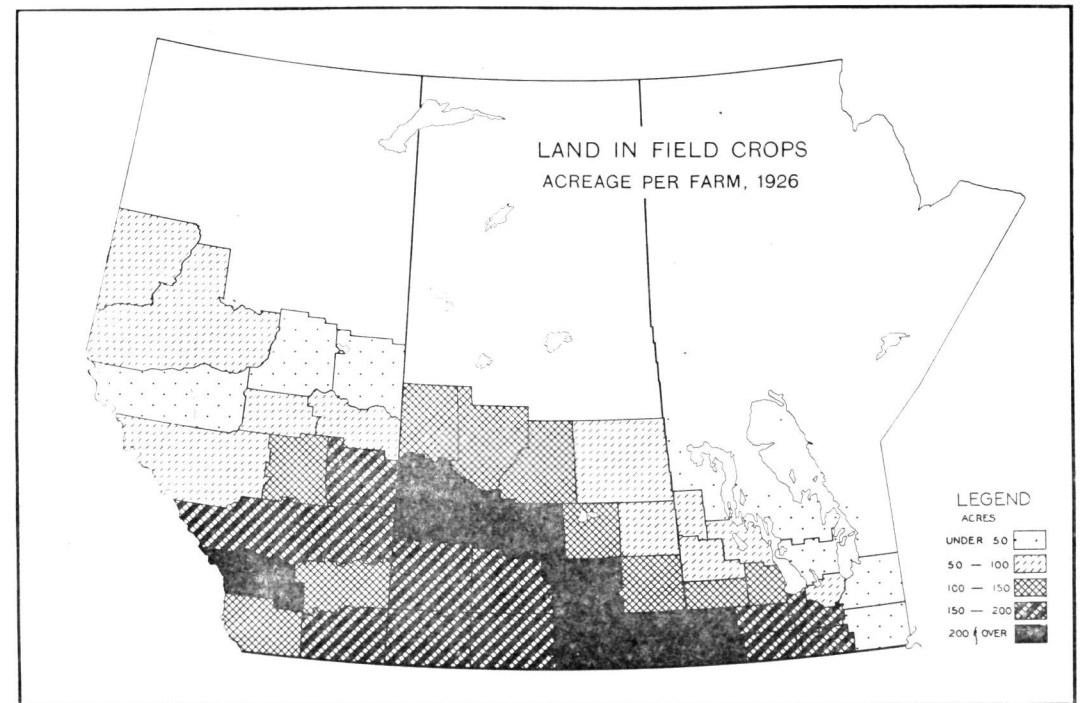 LAND IN FIELD CROPS
ACREAGE PER FARM, 1926
LEGEND
ACRES
UNDER 50
50 — 100
100 — 150
150 — 200
200 & OVER